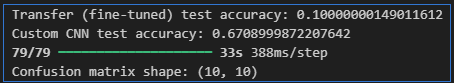 Transfer (fine-tuned) test accuracy: 0.10000000149011612
Custom CNN test accuracy: 0.6708999872207642
79/79 ━━━━━━━━━━━━━━━━━━━━ 33s 388ms/step
Confusion matrix shape: (10, 10)